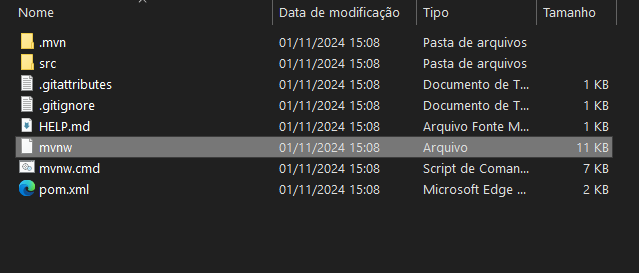 Nome Data de modificação Tipo Tamanho
.mvn 01/11/2024 15:08 Pasta de arquivos
src 01/11/2024 15:08 Pasta de arquivos
.gitattributes 01/11/2024 15:08 Documento de T... 1 KB
.gitignore 01/11/2024 15:08 Documento de T... 1 KB
HELP.md 01/11/2024 15:08 Arquivo Fonte M... 1 KB
mvnw 01/11/2024 15:08 Arquivo 11 KB
mvnw.cmd 01/11/2024 15:08 Script de Coman... 7 KB
pom.xml 01/11/2024 15:08 Microsoft Edge ... 2 KB